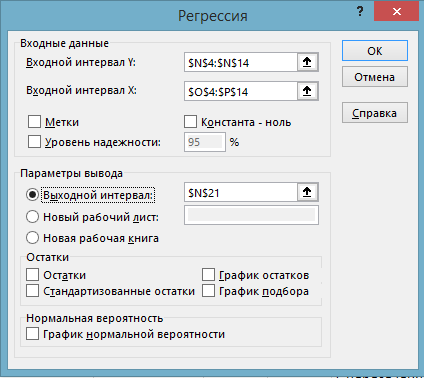 Регрессия ? ×
Входные данные
Входной интервал Y: $N$4:$N$14 ОК
Отмена
Входной интервал X: $O$4:$P$14
Справка
Метки Константа - ноль
Уровень надежности: 95 %
Параметры вывода
Выходной интервал: $N$21
Новый рабочий лист:
Новая рабочая книга
Остатки
Остатки График остатков
Стандартизованные остатки График подбора
Нормальная вероятность
График нормальной вероятности